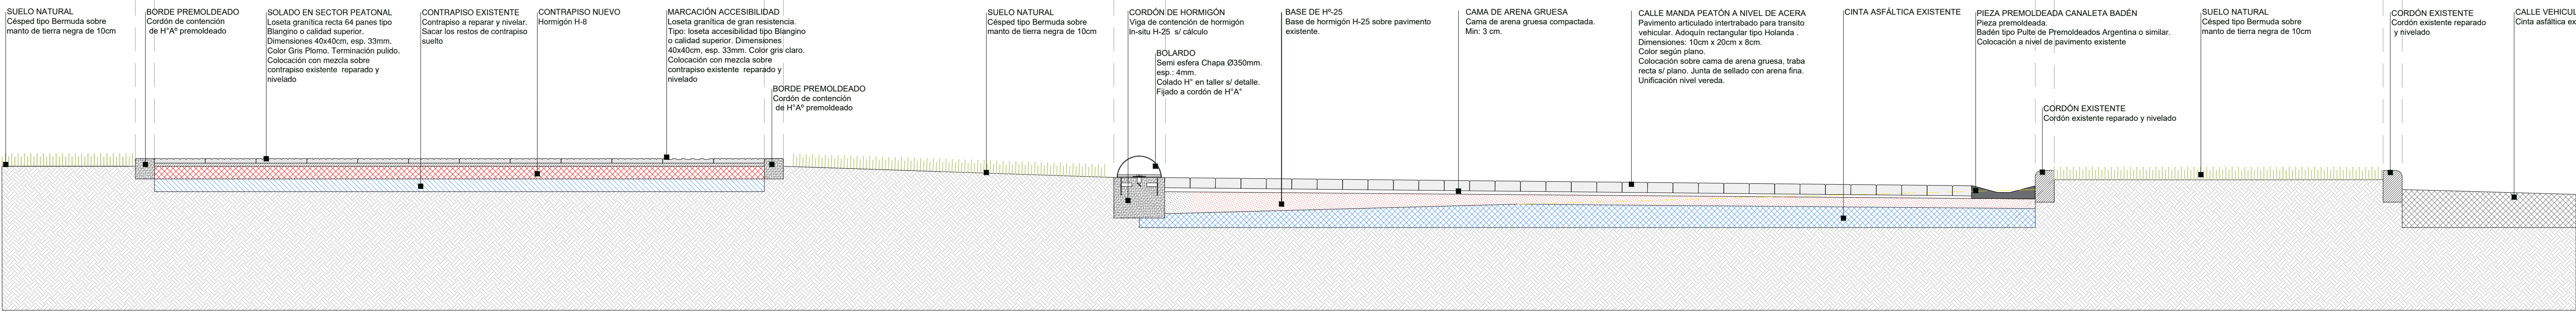 SUELO NATURAL
Césped tipo Bermuda sobre
manto de tierra negra de 10cm
BORDE PREMOLDEADO
Cordón de contención
de H°Aº premoldeado
SOLADO EN SECTOR PEATONAL
Loseta granítica recta 64 panes tipo
Blangino o calidad superior.
Dimensiones 40x40cm, esp. 33mm.
Color Gris Plomo. Terminación pulido.
Colocación con mezcla sobre
contrapiso existente  reparado y
nivelado
CONTRAPISO EXISTENTE
Contrapiso a reparar y nivelar.
Sacar los restos de contrapiso
suelto
CONTRAPISO NUEVO
Hormigón H-8
MARCACIÓN ACCESIBILIDAD
Loseta granítica de gran resistencia.
Tipo: loseta accesibilidad tipo Blangino
o calidad superior. Dimensiones
40x40cm, esp. 33mm. Color gris claro.
Colocación con mezcla sobre
contrapiso existente  reparado y
nivelado
BORDE PREMOLDEADO
Cordón de contención
de H°Aº premoldeado
SUELO NATURAL
Césped tipo Bermuda sobre
manto de tierra negra de 10cm
CORDÓN DE HORMIGÓN
Viga de contención de hormigón
In-situ H-25  s/ cálculo
BOLARDO
Semi esfera Chapa Ø350mm.
esp.: 4mm.
Colado H° en taller s/ detalle.
Fijado a cordón de H°A°
BASE DE Hº-25
Base de hormigón H-25 sobre pavimento
existente.
CAMA DE ARENA GRUESA
Cama de arena gruesa compactada.
Min: 3 cm.
CALLE MANDA PEATÓN A NIVEL DE ACERA
Pavimento articulado intertrabado para transito
vehicular. Adoquín rectangular tipo Holanda .
Dimensiones: 10cm x 20cm x 8cm.
Color según plano.
Colocación sobre cama de arena gruesa, traba
recta s/ plano. Junta de sellado con arena fina.
Unificación nivel vereda.
CINTA ASFÁLTICA EXISTENTE
PIEZA PREMOLDEADA CANALETA BADÉN
Pieza premoldeada.
Badén tipo Pulte de Premoldeados Argentina o similar.
Colocación a nivel de pavimento existente
CORDÓN EXISTENTE
Cordón existente reparado y nivelado
SUELO NATURAL
Césped tipo Bermuda sobre
manto de tierra negra de 10cm
CORDÓN EXISTENTE
Cordón existente reparado
y nivelado
CALLE VEHICUL
Cinta asfáltica ex